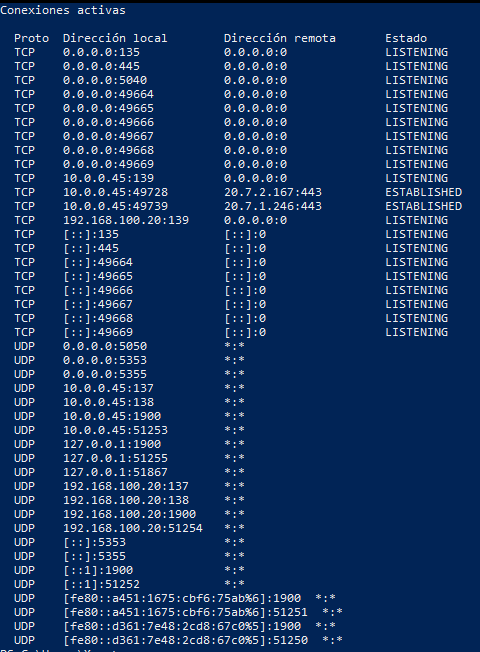 Conexiones activas
Proto Dirección local Dirección remota Estado
TCP 0.0.0.0:135 0.0.0.0:0 LISTENING
TCP 0.0.0.0:445 0.0.0.0:0 LISTENING
TCP 0.0.0.0:5040 0.0.0.0:0 LISTENING
TCP 0.0.0.0:49664 0.0.0.0:0 LISTENING
TCP 0.0.0.0:49665 0.0.0.0:0 LISTENING
TCP 0.0.0.0:49666 0.0.0.0:0 LISTENING
TCP 0.0.0.0:49667 0.0.0.0:0 LISTENING
TCP 0.0.0.0:49668 0.0.0.0:0 LISTENING
TCP 0.0.0.0:49669 0.0.0.0:0 LISTENING
TCP 10.0.0.45:139 0.0.0.0:0 LISTENING
TCP 10.0.0.45:49728 20.7.2.167:443 ESTABLISHED
TCP 10.0.0.45:49739 20.7.1.246:443 ESTABLISHED
TCP 192.168.100.20:139 0.0.0.0:0 LISTENING
TCP [::]:135 [::]:0 LISTENING
TCP [::]:445 [::]:0 LISTENING
TCP [::]:49664 [::]:0 LISTENING
TCP [::]:49665 [::]:0 LISTENING
TCP [::]:49666 [::]:0 LISTENING
TCP [::]:49667 [::]:0 LISTENING
TCP [::]:49668 [::]:0 LISTENING
TCP [::]:49669 [::]:0 LISTENING
UDP 0.0.0.0:5050 *:*
UDP 0.0.0.0:5353 *:*
UDP 0.0.0.0:5355 *:*
UDP 10.0.0.45:137 *:*
UDP 10.0.0.45:138 *:*
UDP 10.0.0.45:1900 *:*
UDP 10.0.0.45:51253 *:*
UDP 127.0.0.1:1900 *:*
UDP 127.0.0.1:51255 *:*
UDP 127.0.0.1:51867 *:*
UDP 192.168.100.20:137 *:*
UDP 192.168.100.20:138 *:*
UDP 192.168.100.20:1900 *:*
UDP 192.168.100.20:51254 *:*
UDP [::]:5353 *:*
UDP [::]:5355 *:*
UDP [::1]:1900 *:*
UDP [::1]:51252 *:*
UDP [fe80::a451:1675:cbf6:75ab%6]:1900 *:*
UDP [fe80::a451:1675:cbf6:75ab%6]:51251 *:*
UDP [fe80::d361:7e48:2cd8:67c0%5]:1900 *:*
UDP [fe80::d361:7e48:2cd8:67c0%5]:51250 *:*